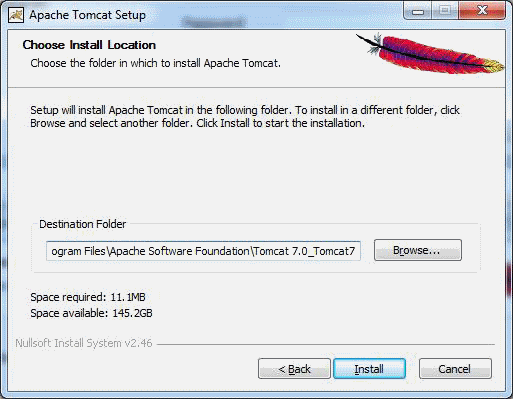 Apache Tomcat Setup
Choose Install Location
Choose the folder in which to install Apache Tomcat.
Setup will install Apache Tomcat in the following folder. To install in a different folder, click
Browse and select another folder. Click Install to start the installation.
Destination Folder
ogram Files\Apache Software Foundation\Tomcat 7.0_Tomcat7
Browse...
Space required: 11.1MB
Space available: 145.2GB
Nullsoft Install System v2.46
< Back Install Cancel